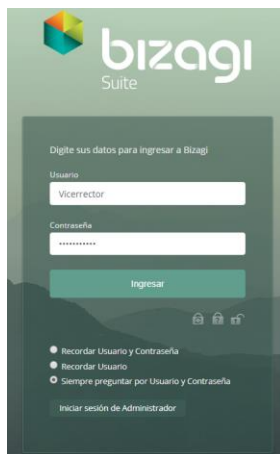 bizagi
Suite
Digite sus datos para ingresar a Bizagi
Usuario
Vicerrector
Contraseña
***********
Ingresar
Recordar Usuario y Contraseña
Recordar Usuario
Siempre preguntar por Usuario y Contraseña
Iniciar sesión de Administrador